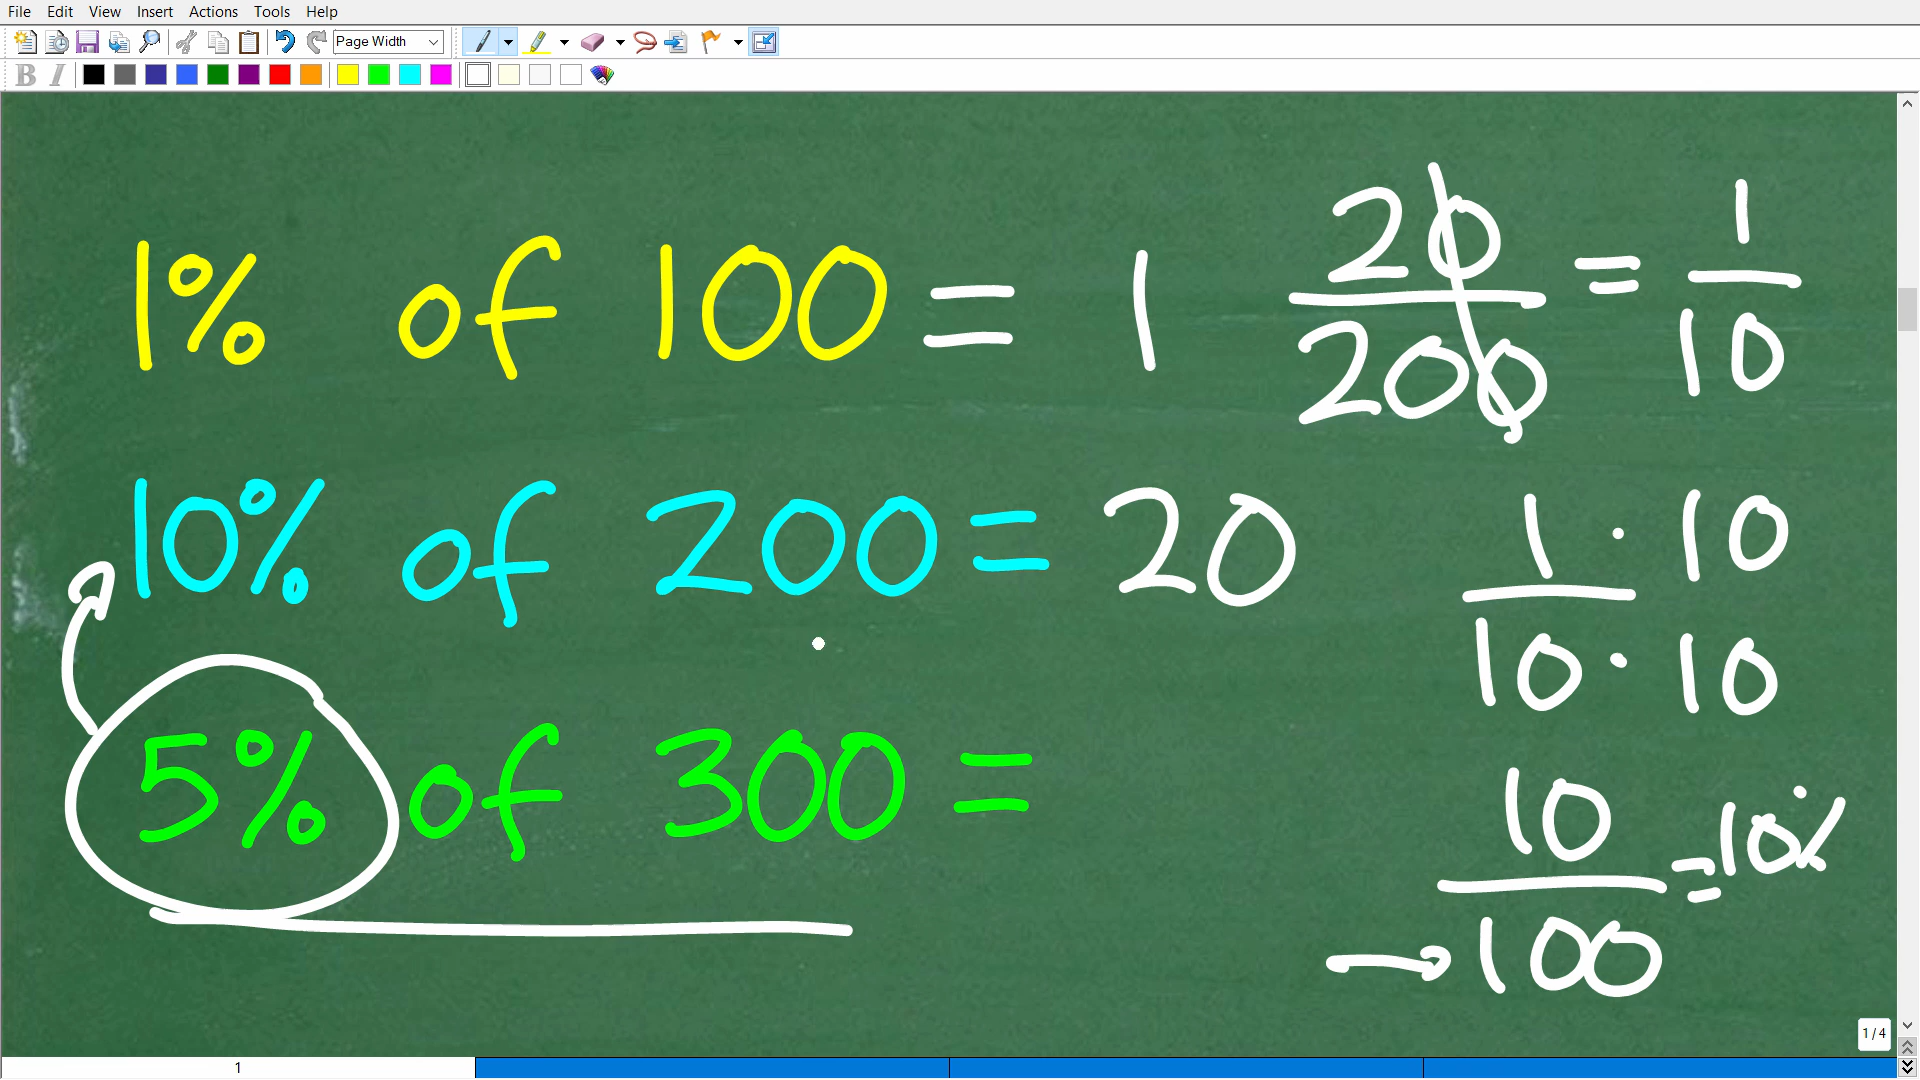 File Edit View Insert Actions Tools Help
Page Width
B I
1% of 100 = 1
20/200 = 1/10
10% of 200 = 20
1 · 10
10 · 10
5% of 300 =
10/100 = 10%
1 / 4
1